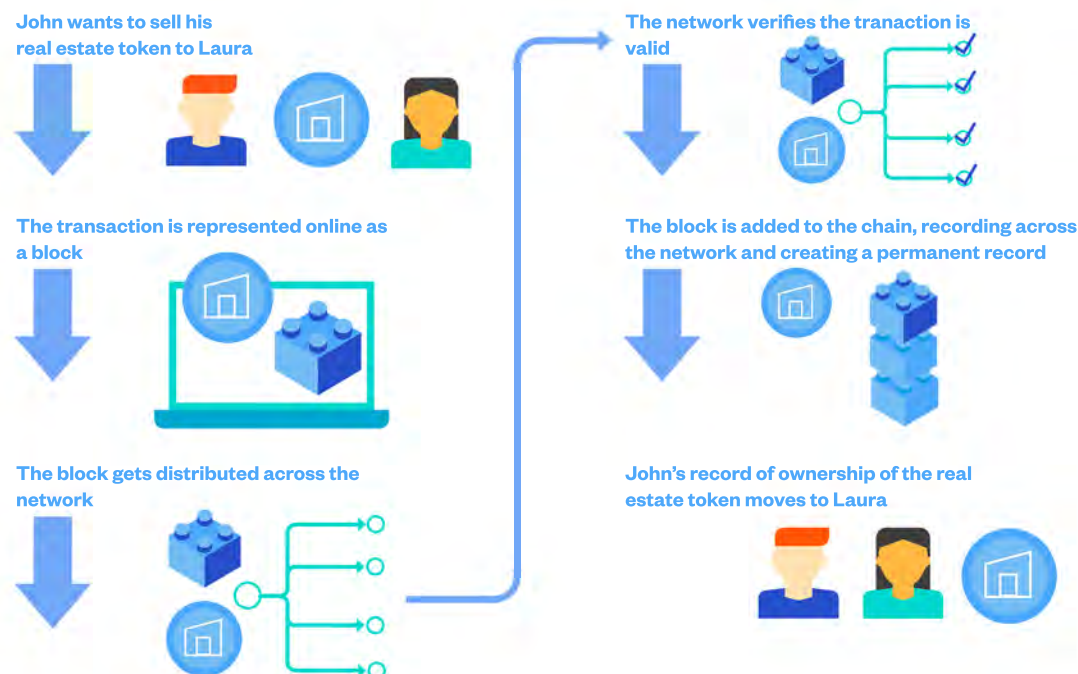 John wants to sell his
real estate token to Laura
The transaction is represented online as
a block
The block gets distributed across the
network
The network verifies the tranaction is
valid
The block is added to the chain, recording across
the network and creating a permanent record
John’s record of ownership of the real
estate token moves to Laura